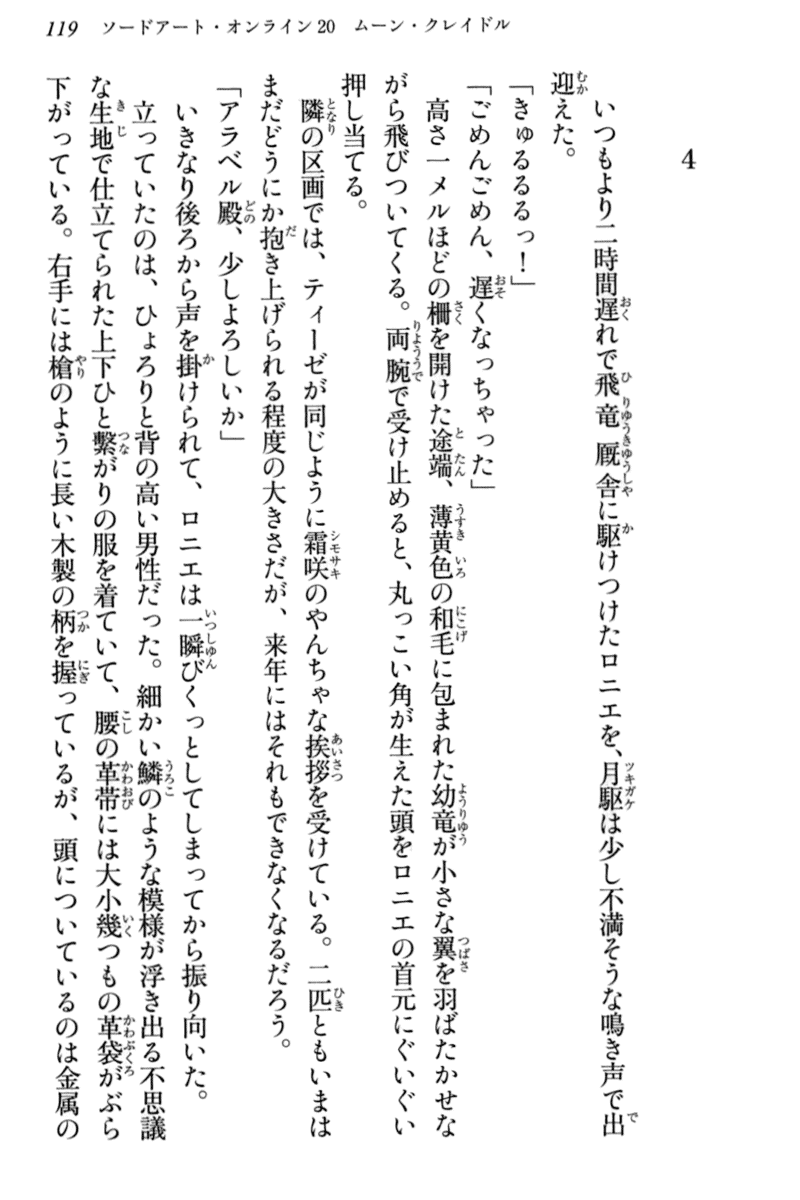 119 ソードアート・オンライン20 ムーン・クレイドル
4
いつもより二時間遅れで飛竜厩舎に駆けつけたロニエを、月駆は少し不満そうな鳴き声で出
迎えた。
「きゅるるるっ！」
「ごめんごめん、遅くなっちゃった」
高さ一メルほどの柵を開けた途端、薄黄色の和毛に包まれた幼竜が小さな翼を羽ばたかせな
がら飛びついてくる。両腕で受け止めると、丸っこい角が生えた頭をロニエの首元にぐいぐい
押し当てる。
隣の区画では、ティーゼが同じように霜咲のやんちゃな挨拶を受けている。二匹ともいまは
まだどうにか抱き上げられる程度の大きさだが、来年にはそれもできなくなるだろう。
「アラベル殿、少しよろしいか」
いきなり後ろから声を掛けられて、ロニエは一瞬びくっとしてしまってから振り向いた。
立っていたのは、ひょろりと背の高い男性だった。細かい鱗のような模様が浮き出る不思議
な生地で仕立てられた上下ひと繫がりの服を着ていて、腰の革帯には大小幾つもの革袋がぶら
下がっている。右手には槍のように長い木製の柄を握っているが、頭についているのは金属の